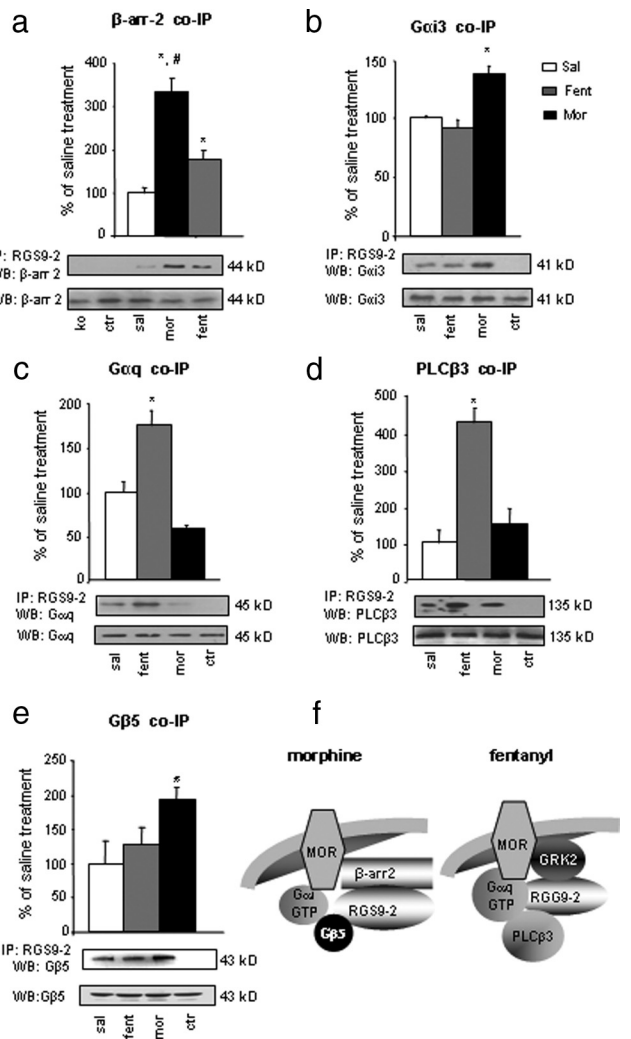 a
β-arr-2 co-IP
% of saline treatment
400
300
200
100
0
*, #
*
IP: RGS9-2
WB: β-arr 2
44 kD
WB: β-arr 2
44 kD
ko ctr sal mor fent
b
Gαi3 co-IP
% of saline treatment
150
100
50
0
*
Sal
Fent
Mor
IP: RGS9-2
WB: Gαi3
41 kD
WB: Gαi3
41 kD
sal fent mor ctr
c
Gαq co-IP
% of saline treatment
200
150
100
50
0
*
IP: RGS9-2
WB: Gαq
45 kD
WB: Gαq
45 kD
sal fent mor ctr
d
PLCβ3 co-IP
% of saline treatment
500
400
300
200
100
0
*
IP: RGS9-2
WB: PLCβ3
135 kD
WB: PLCβ3
135 kD
sal fent mor ctr
e
Gβ5 co-IP
% of saline treatment
250
200
150
100
50
0
IP: RGS9-2
WB: Gβ5
43 kD
WB:Gβ5
43 kD
sal fent mor ctr
f
morphine
MOR
β-arr2
GTP
RGS9-2
Gβ5
fentanyl
MOR
GRK2
Gαq
GTP
RGG9-2
PLCβ3